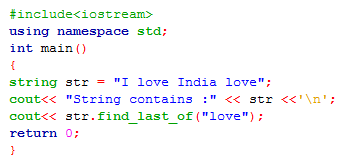 #include<iostream>
using namespace std;
int main()
{
string str = "I love India love";
cout<< "String contains :" << str <<'\n';
cout<< str.find_last_of("love");
return 0;
}